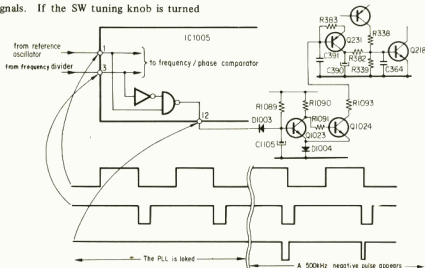 gnals. If the SW tuning knob is turned
IC1005
from reference
oscillator
from frequency divider
1
3
to frequency / phase comparator
12
R383
Q231
R338
Q218
C391
R382
C390
R339
C364
R1089
R1090
R1093
D1003
R1091
Q1024
Q1023
C1105
D1004
The PLL is loked
A 500kHz negative pulse appears